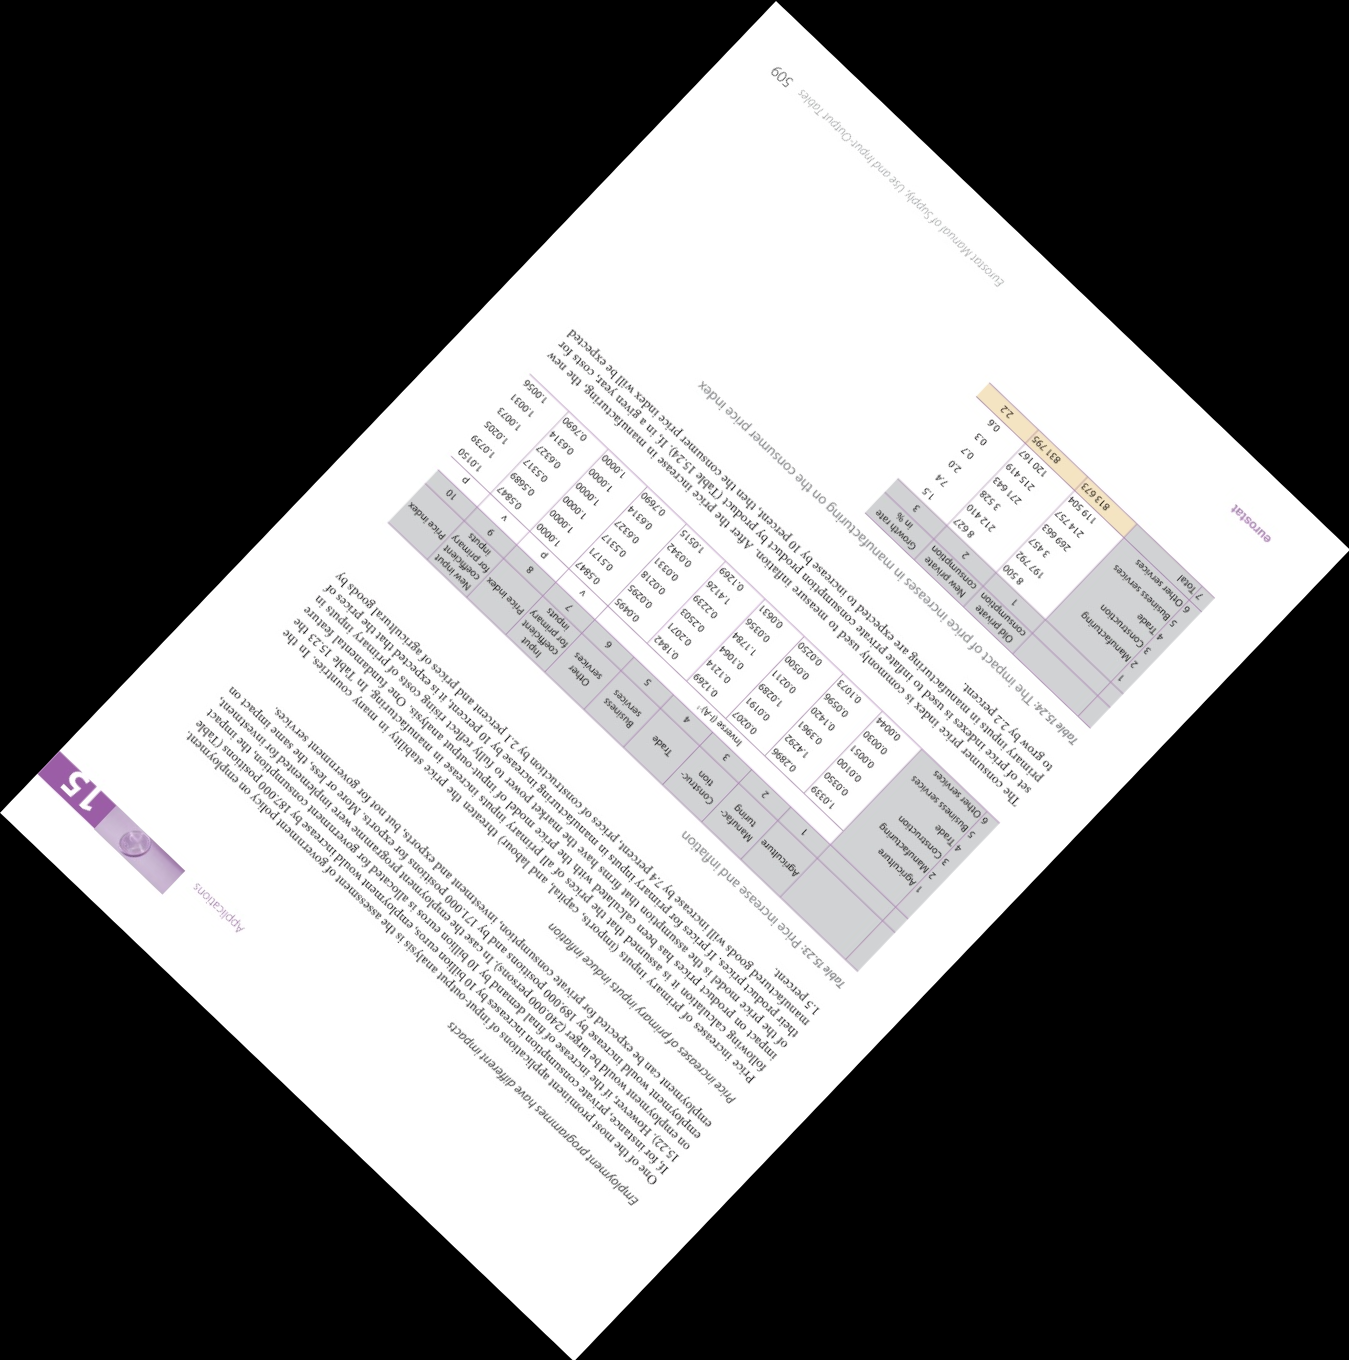 Applications
15
Employment programmes have different impacts
One of the most prominent applications of input-output analysis is the assessment of government policy on employment.
If, for instance, private consumption increases by 10 billion euros, employment would increase by 187.000 positions (Table
15.22). However, if the increase of final demand by 10 billion euros is allocated for government consumption, the impact
on employment would be larger (240.000 persons). In case the employment programme were implemented for investment,
employment would increase by 189.000 positions and by 171.000 positions for exports. More or less, the same impact on
employment can be expected for private consumption, investment and exports, but not for government services.
Price increases of primary inputs induce inflation
Price increases of primary inputs (imports, capital, and labour) threaten the price stability in many countries. In the
following calculation it is assumed that the prices of all primary inputs increase in manufacturing. In Table 15.23 the
impact on product prices has been calculated with the price model of input-output analysis. One fundamental feature
of the price model is the assumption that firms have the market power to fully reflect rising costs of primary inputs in
their product prices. If prices for primary inputs in manufacturing increase by 10 percent, it is expected that the prices of
manufactured goods will increase by 7.4 percent, prices of construction by 2.1 percent and prices of agricultural goods by
1.5 percent.
Table 15.23: Price increase and inflation
Agriculture Manufac- turing Construc- tion Trade Business services Other services Input coefficient for primary inputs Price index New input coefficient for primary inputs Price index
1 2 3 4 5 6 7 8 9 10
Inverse (I-A)⁻¹ v p v p
1 Agriculture 1.0339 0.2896 0.0207 0.1269 0.1842 0.0495 0.5847 1.0000 0.5847 1.0150
2 Manufacturing 0.0350 1.4292 0.0191 0.1214 0.2071 0.0295 0.5171 1.0000 0.5689 1.0739
3 Construction 0.0100 0.3961 1.0289 0.1064 0.2503 0.0218 0.5317 1.0000 0.5317 1.0205
4 Trade 0.0051 0.1420 0.0211 1.1784 0.2239 0.0331 0.6327 1.0000 0.6327 1.0073
5 Business services 0.0030 0.0596 0.0500 0.0356 1.4126 0.0342 0.6314 1.0000 0.6314 1.0031
6 Other services 0.0044 0.1073 0.0250 0.0631 0.1269 1.0515 0.7690 1.0000 0.7690 1.0056
The consumer price index is commonly used to measure inflation. After the price increase in manufacturing, the new
set of price indexes is used to inflate private consumption product by product (Table 15.24). If, in a given year, costs for
primary inputs in manufacturing are expected to increase by 10 percent, then the consumer price index will be expected
to grow by 2.2 percent.
Table 15.24: The impact of price increases in manufacturing on the consumer price index
Old private consumption New private consumption Growth rate in %
1 2 3
1 8 500 8 627 1.5
2 Manufacturing 197 792 212 410 7.4
3 Construction 3 457 3 528 2.0
4 Trade 269 663 271 643 0.7
5 Business services 214 757 215 419 0.3
6 Other services 119 504 120 167 0.6
7 Total 813 673 831 795 2.2
eurostat
Eurostat Manual of Supply, Use and Input-Output Tables
509